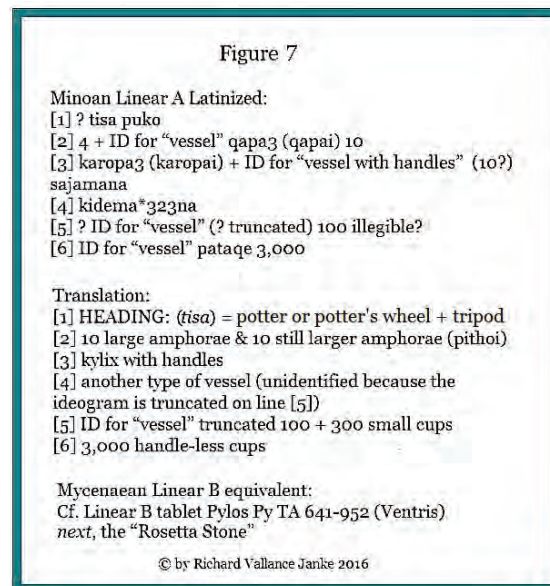 Figure 7
Minoan Linear A Latinized:
[1] ? tisa puko
[2] 4 + ID for “vessel” qapa3 (qapai) 10
[3] karopa3 (karopai) + ID for “vessel with handles” (10?)
sajamana
[4] kidema*323na
[5] ? ID for “vessel” (? truncated) 100 illegible?
[6] ID for “vessel” pataqe 3,000
Translation:
[1] HEADING: (tisa) = potter or potter's wheel + tripod
[2] 10 large amphorae & 10 still larger amphorae (pithoi)
[3] kylix with handles
[4] another type of vessel (unidentified because the
ideogram is truncated on line [5])
[5] ID for “vessel” truncated 100 + 300 small cups
[6] 3,000 handle-less cups
Mycenaean Linear B equivalent:
Cf. Linear B tablet Pylos Py TA 641-952 (Ventris)
next, the “Rosetta Stone”
© by Richard Vallance Janke 2016